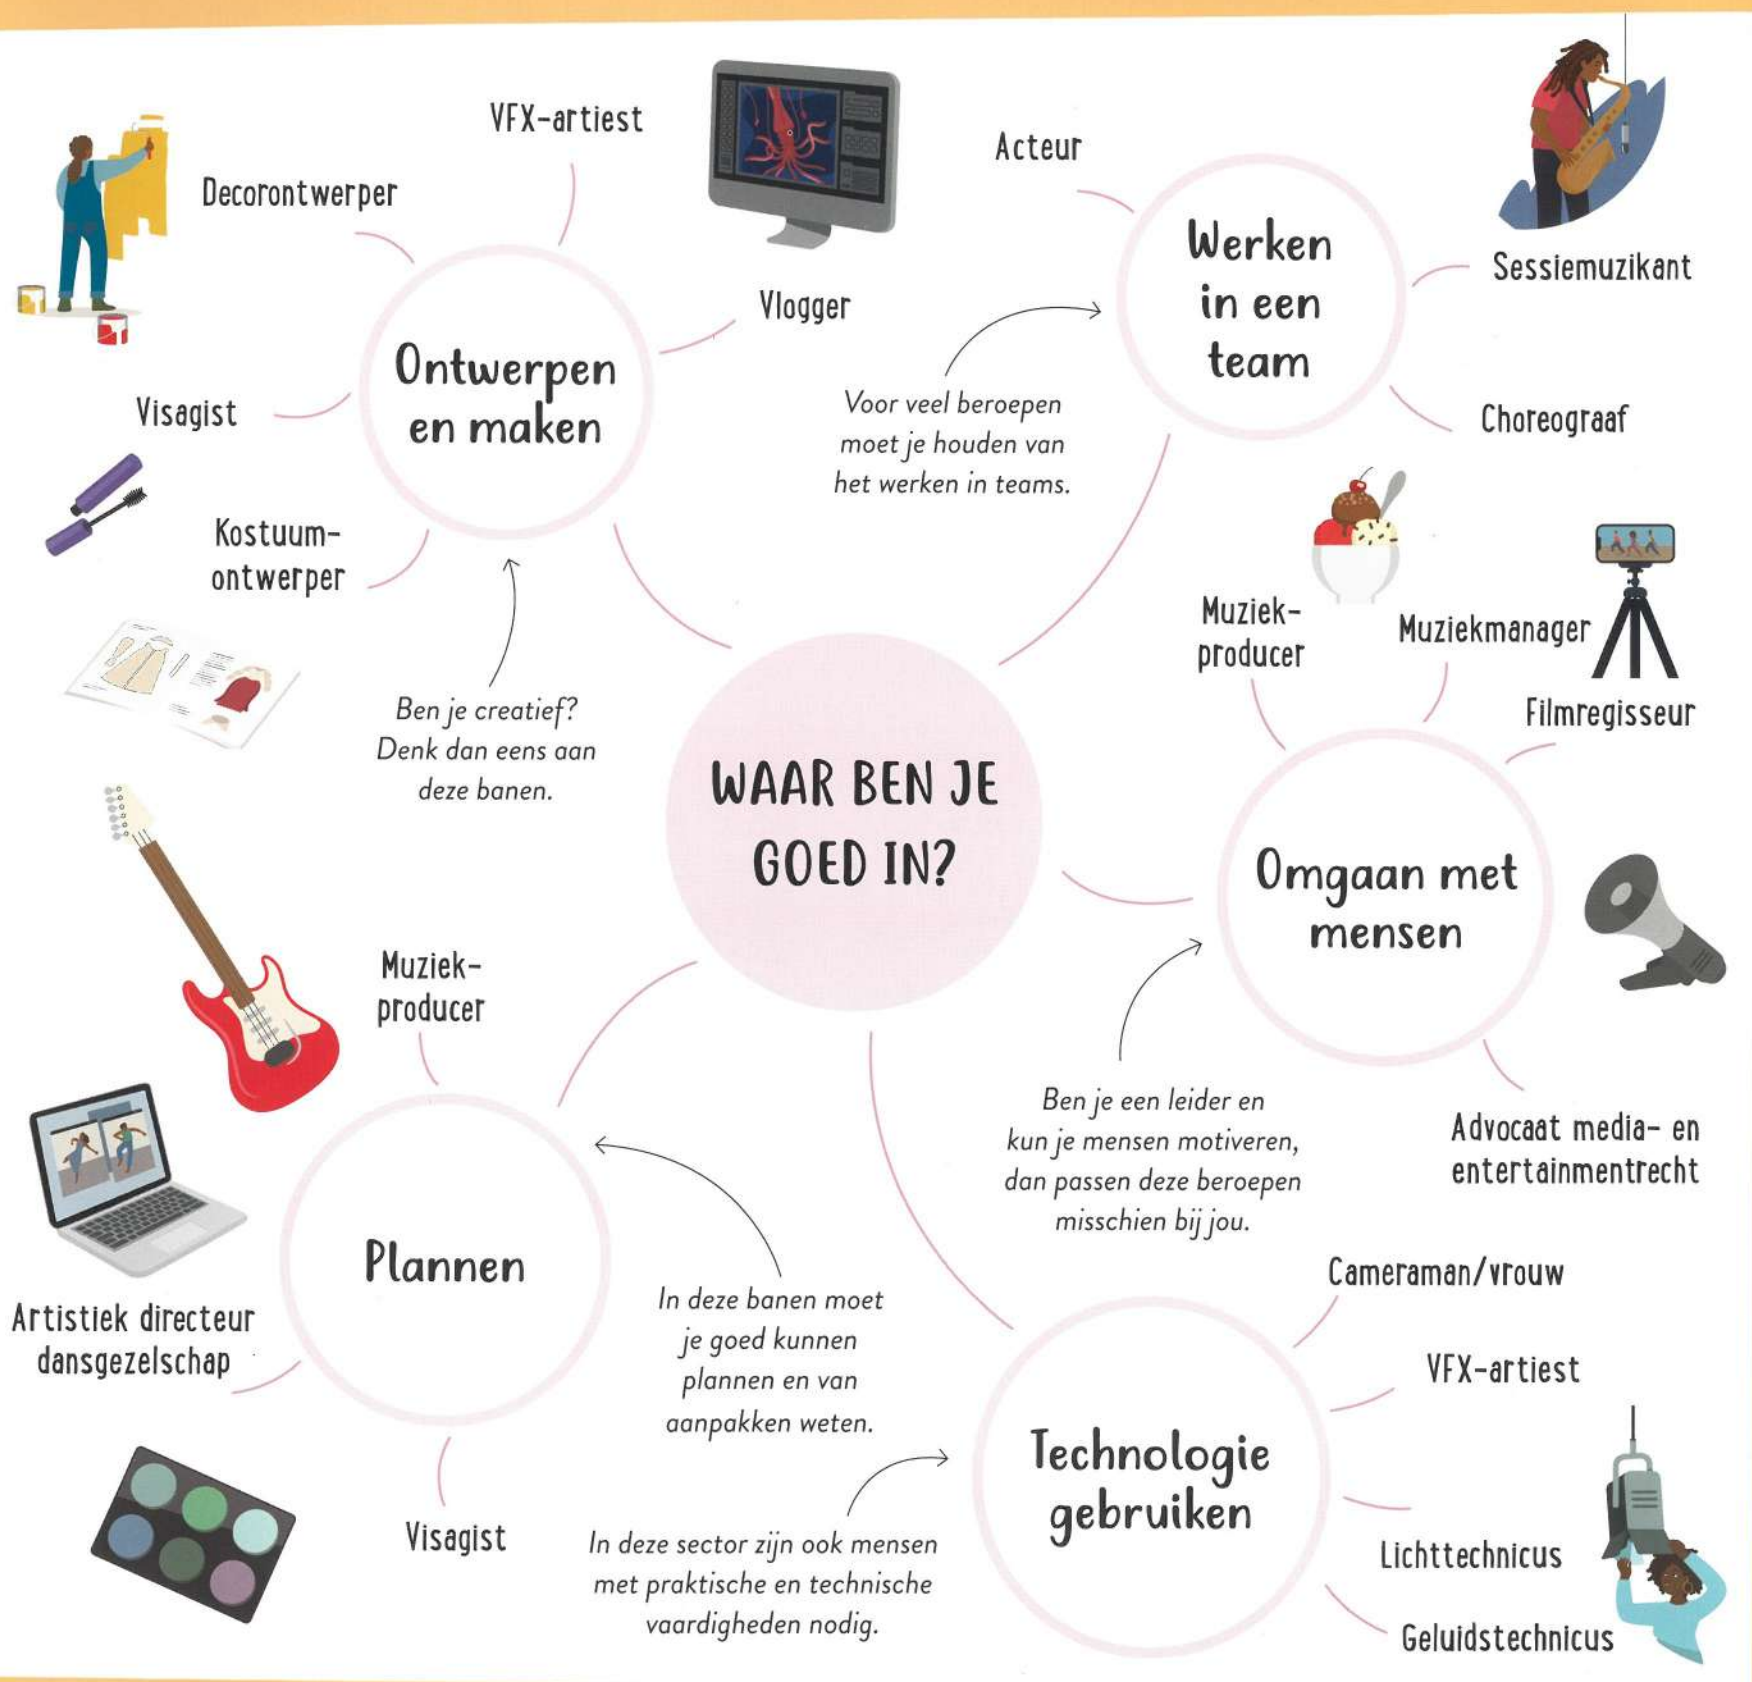 VFX-artiest
Decorontwerper
Vlogger
Ontwerpen
en maken
Visagist
Kostuum-
ontwerper
Ben je creatief?
Denk dan eens aan
deze banen.
Acteur
Werken
in een
team
Sessiemuzikant
Choreograaf
Voor veel beroepen
moet je houden van
het werken in teams.
WAAR BEN JE
GOED IN?
Muziek-
producer
Muziekmanager
Filmregisseur
Omgaan met
mensen
Advocaat media- en
entertainmentrecht
Ben je een leider en
kun je mensen motiveren,
dan passen deze beroepen
misschien bij jou.
Muziek-
producer
Plannen
Artistiek directeur
dansgezelschap
Visagist
In deze banen moet
je goed kunnen
plannen en van
aanpakken weten.
Cameraman/vrouw
VFX-artiest
Technologie
gebruiken
Lichttechnicus
Geluidstechnicus
In deze sector zijn ook mensen
met praktische en technische
vaardigheden nodig.